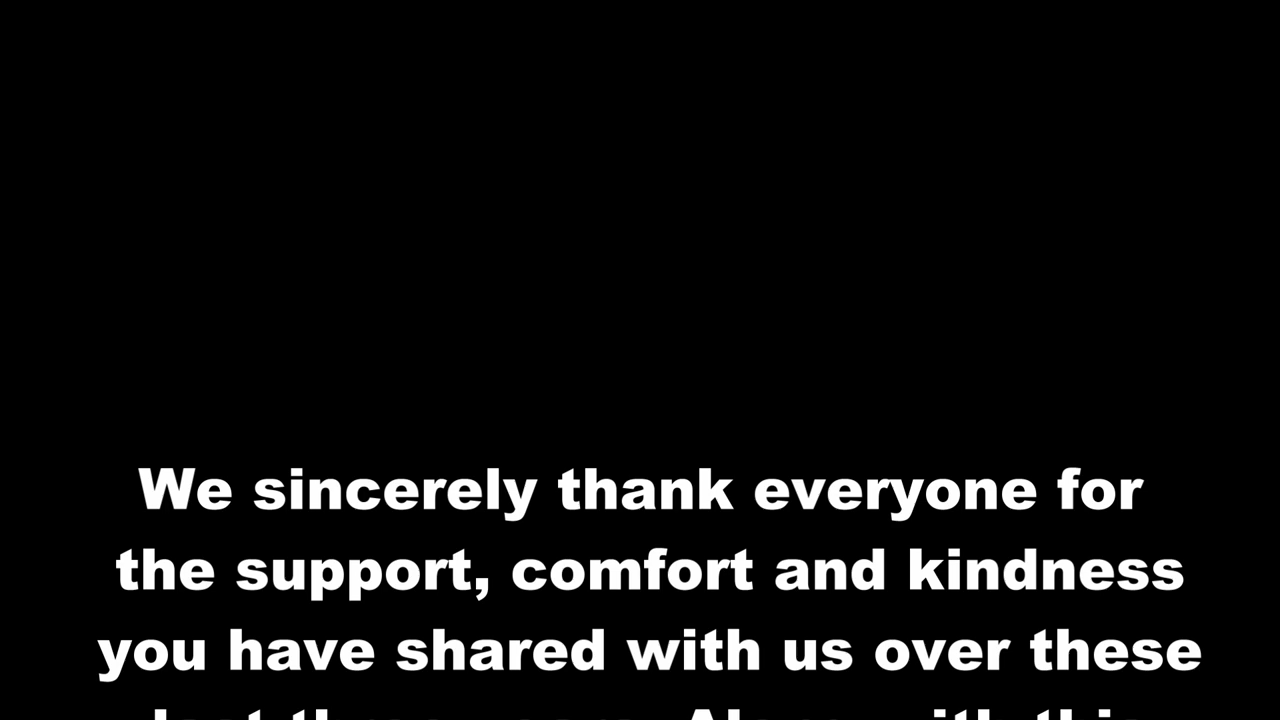 We sincerely thank everyone for
the support, comfort and kindness
you have shared with us over these